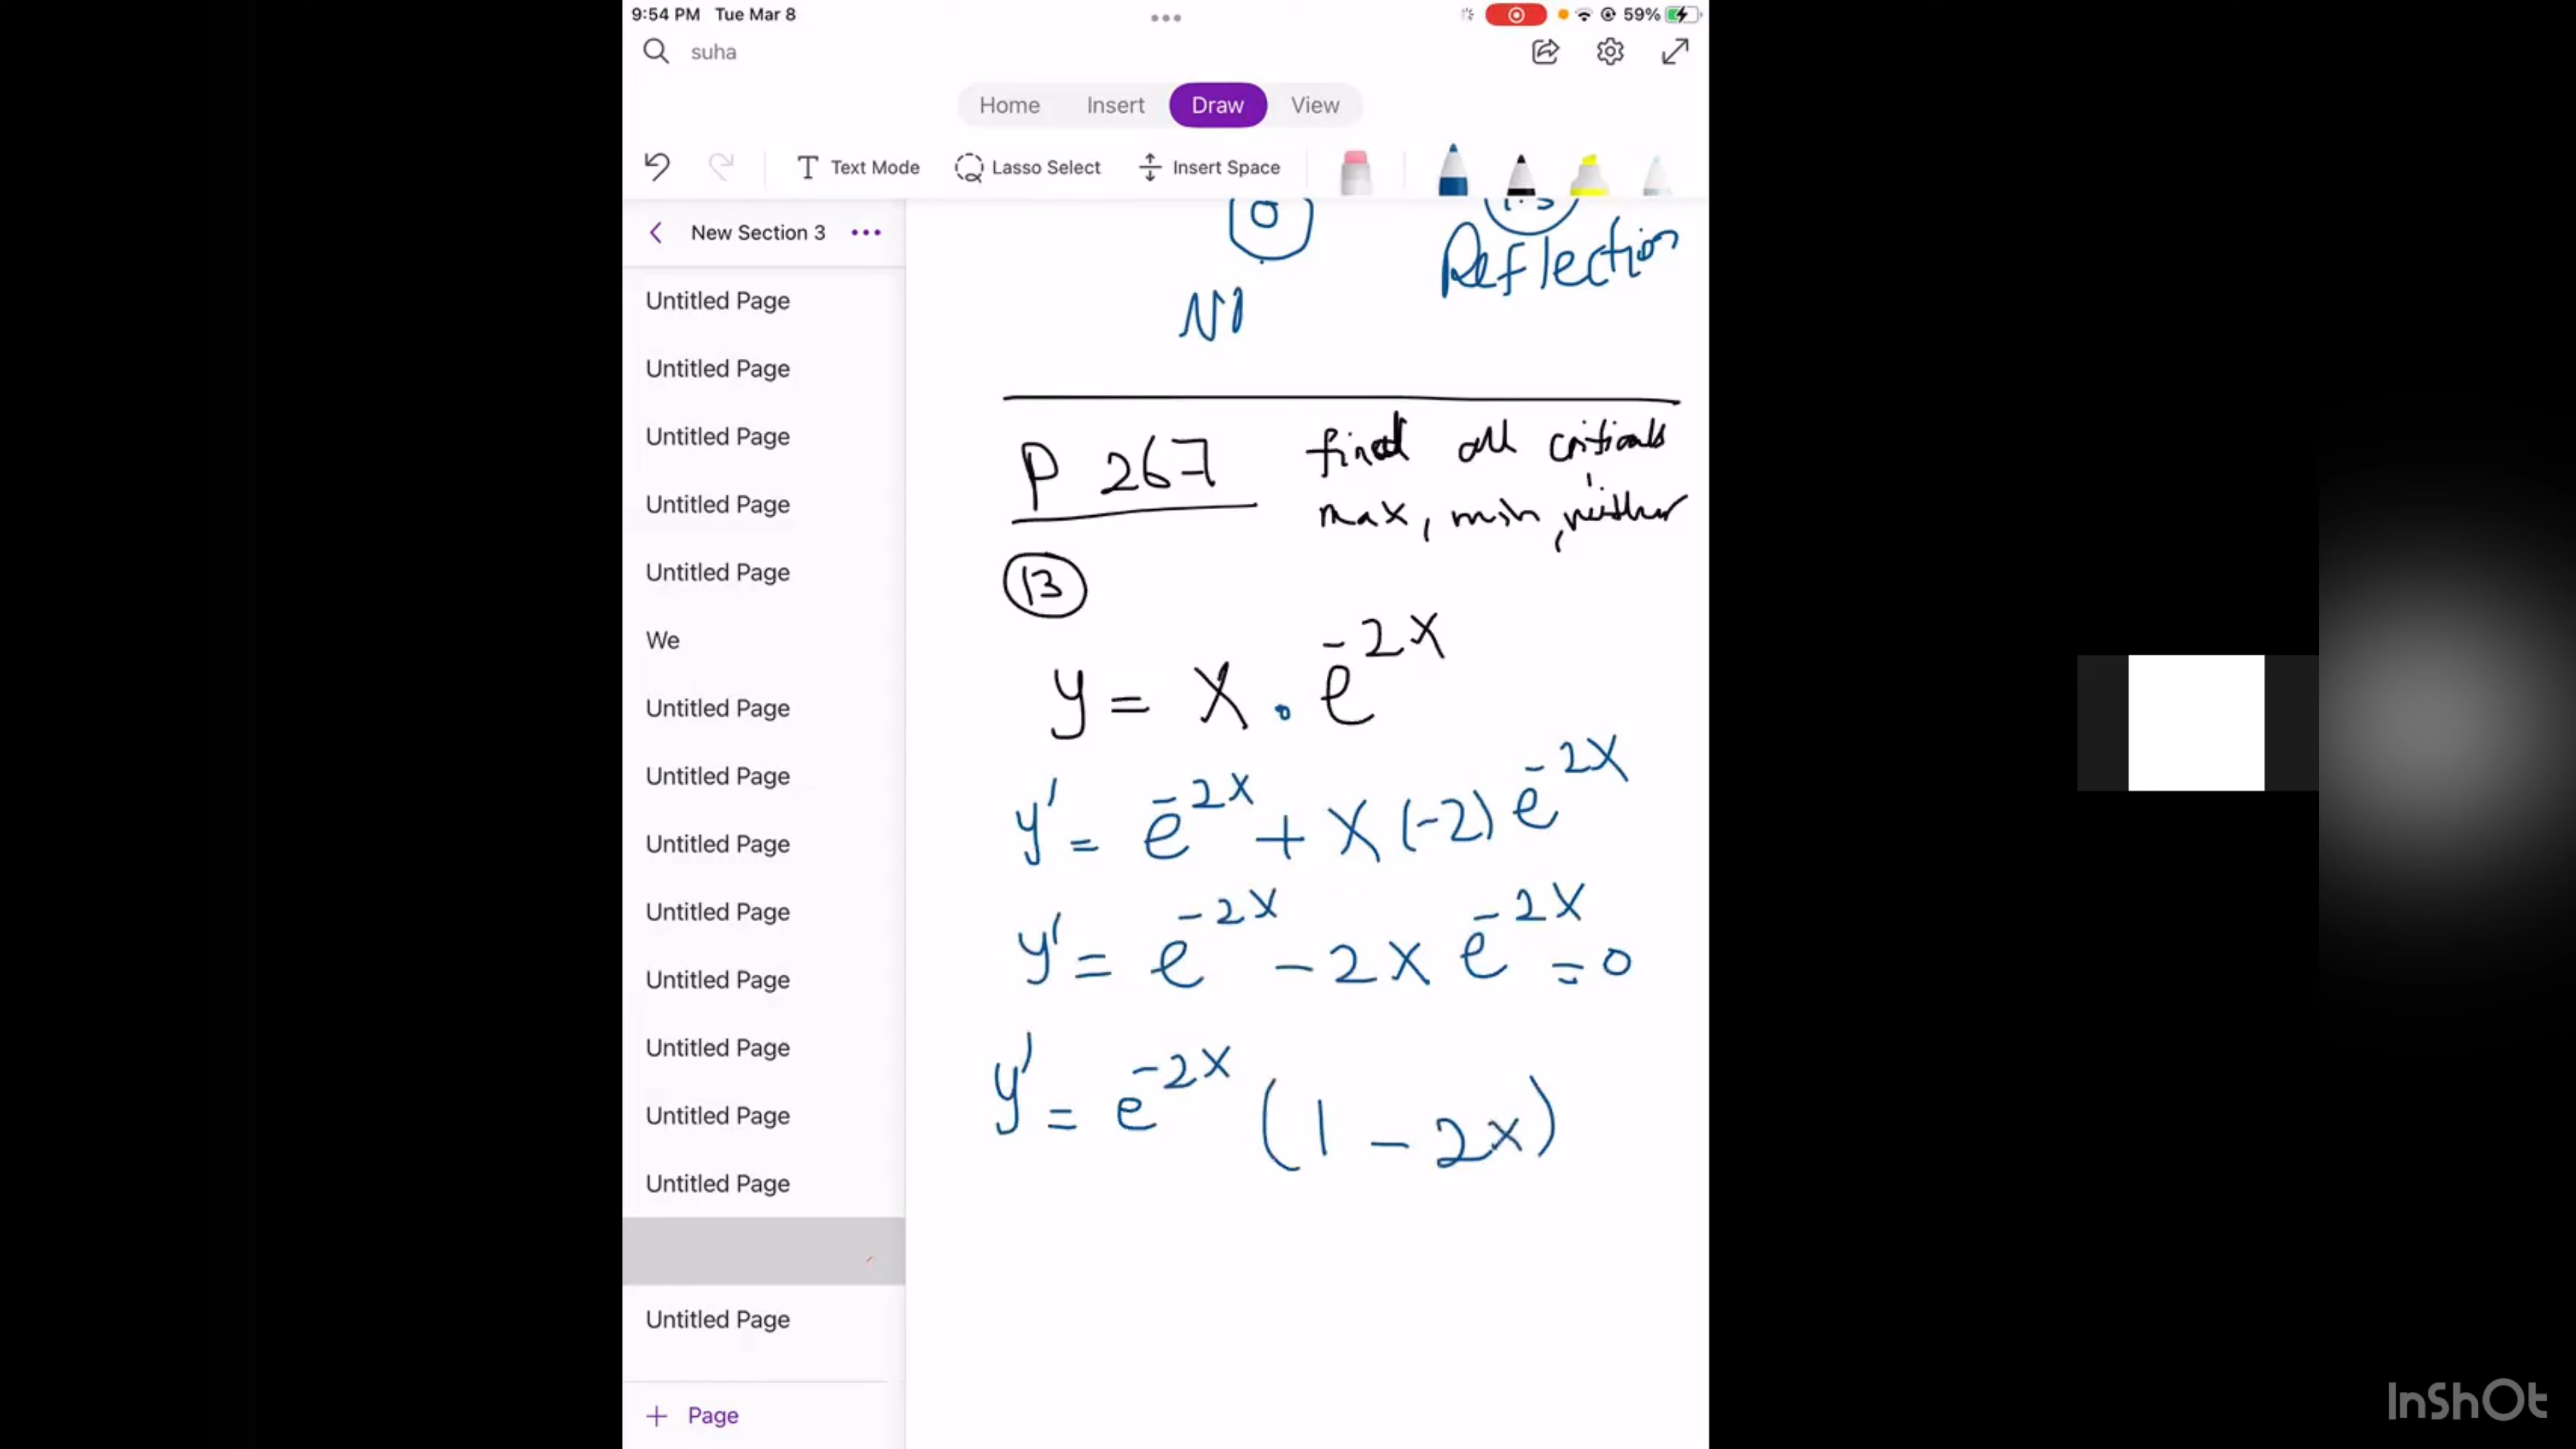 9:54 PM Tue Mar 8
59%
suha
Home Insert Draw View
Text Mode Lasso Select Insert Space
New Section 3
Untitled Page
Untitled Page
Untitled Page
Untitled Page
Untitled Page
We
Untitled Page
Untitled Page
Untitled Page
Untitled Page
Untitled Page
Untitled Page
Untitled Page
Untitled Page
Untitled Page
+ Page
0
Reflection
P 267
find all criticals
max, min, neither
13
y = x · e^{-2x}
y' = e^{-2x} + x(-2) e^{-2x}
y' = e^{-2x} - 2x e^{-2x} = 0
y' = e^{-2x} (1 - 2x)
InShOt